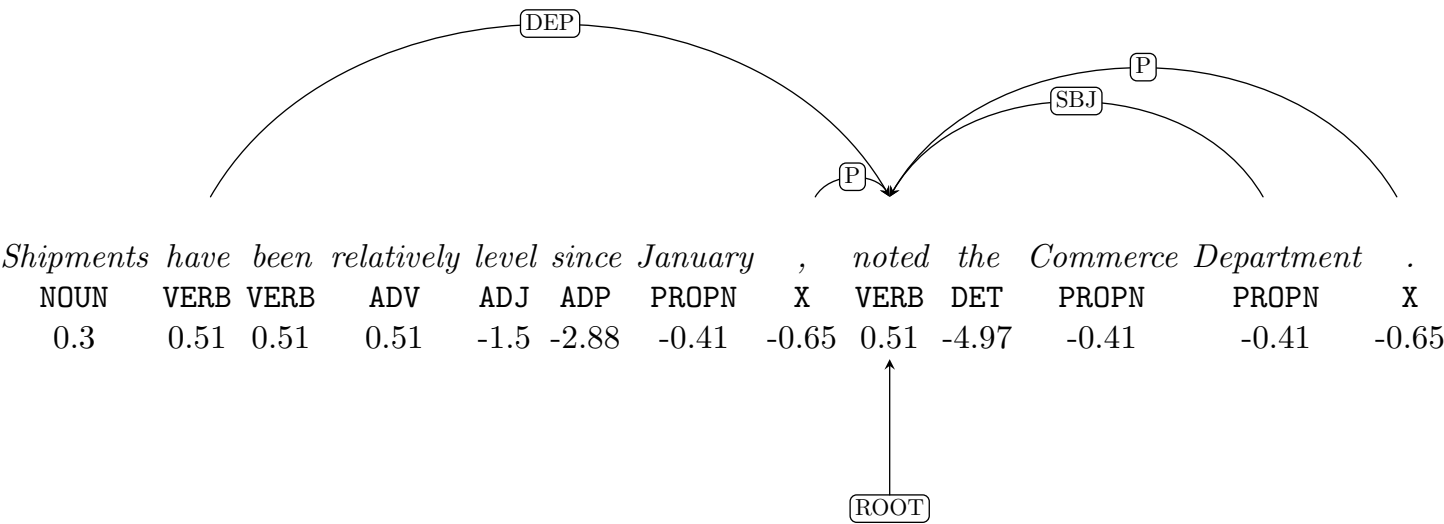 DEP
P
SBJ
P
Shipments have been relatively level since January , noted the Commerce Department .
NOUN VERB VERB ADV ADJ ADP PROPN X VERB DET PROPN PROPN X
0.3 0.51 0.51 0.51 -1.5 -2.88 -0.41 -0.65 0.51 -4.97 -0.41 -0.41 -0.65
ROOT